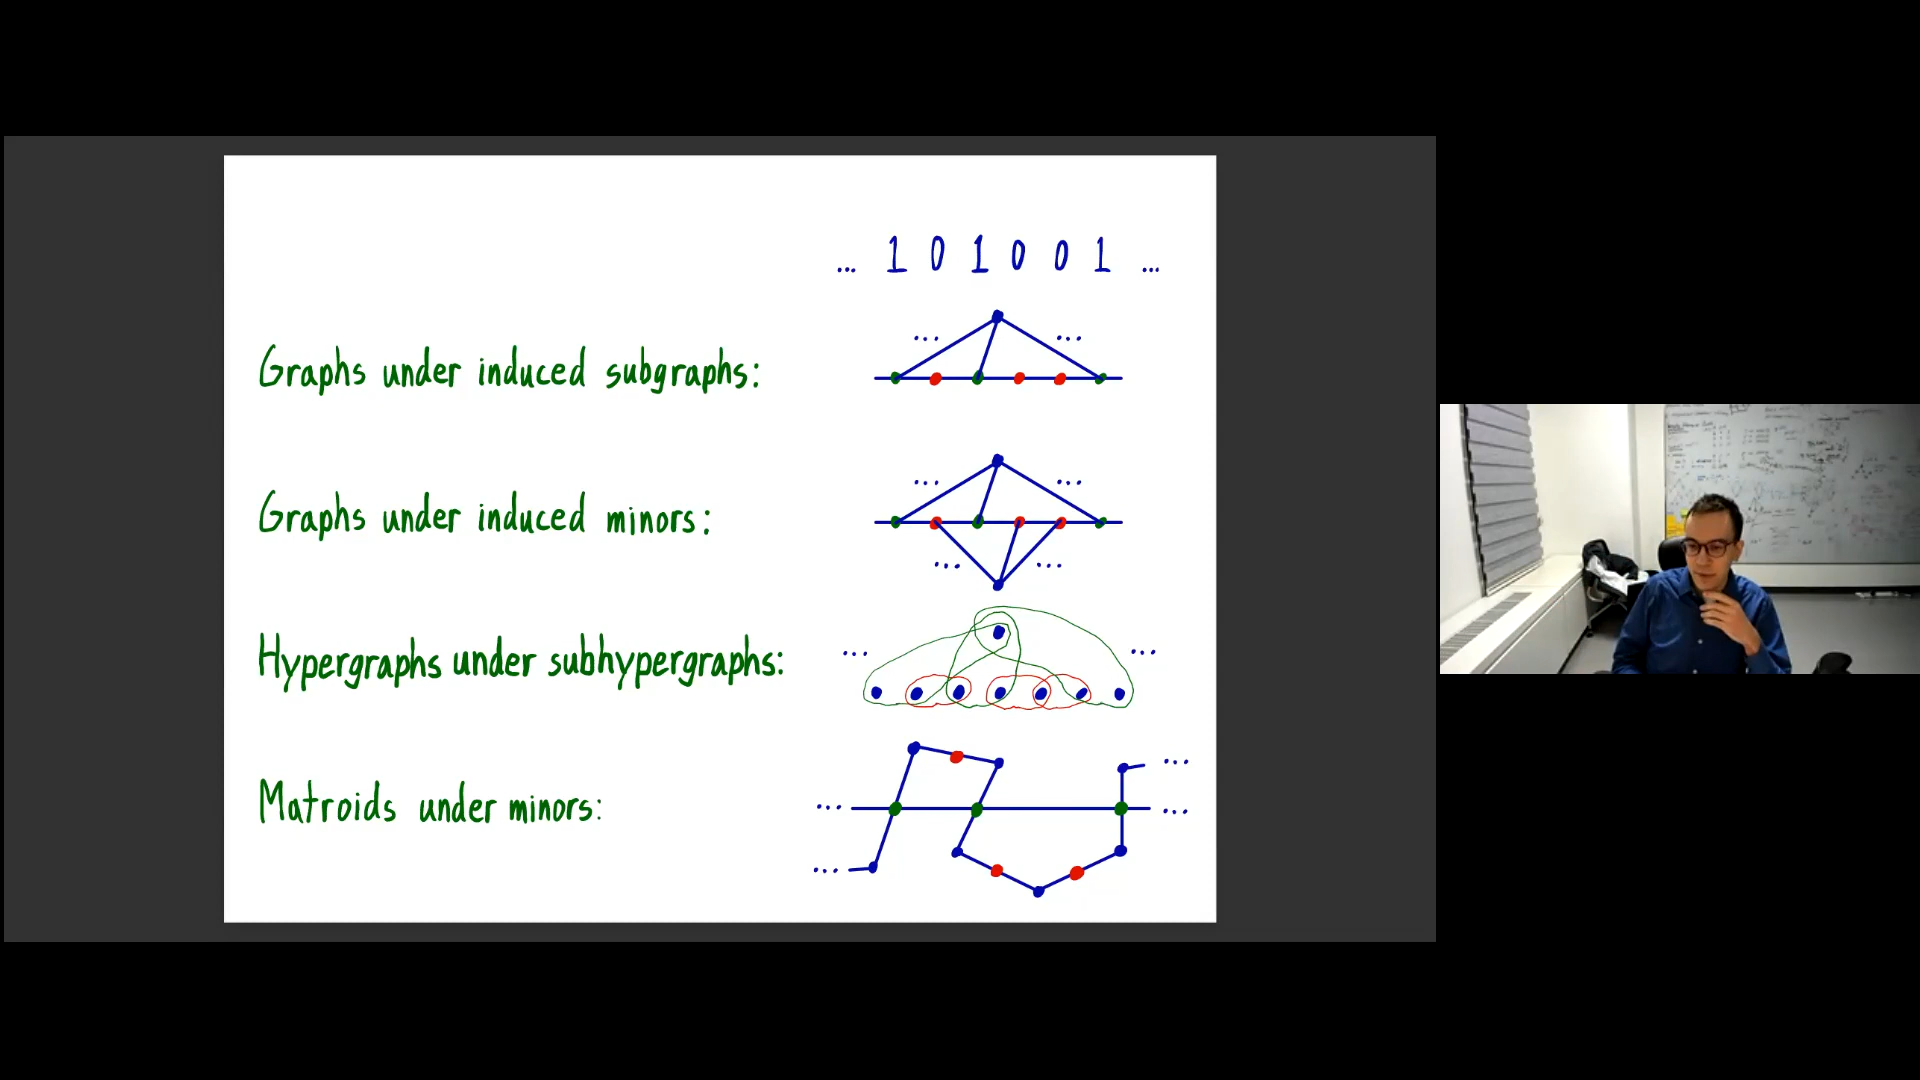 ... 1 0 1 0 0 1 ...
Graphs under induced subgraphs:
Graphs under induced minors:
Hypergraphs under subhypergraphs:
Matroids under minors: